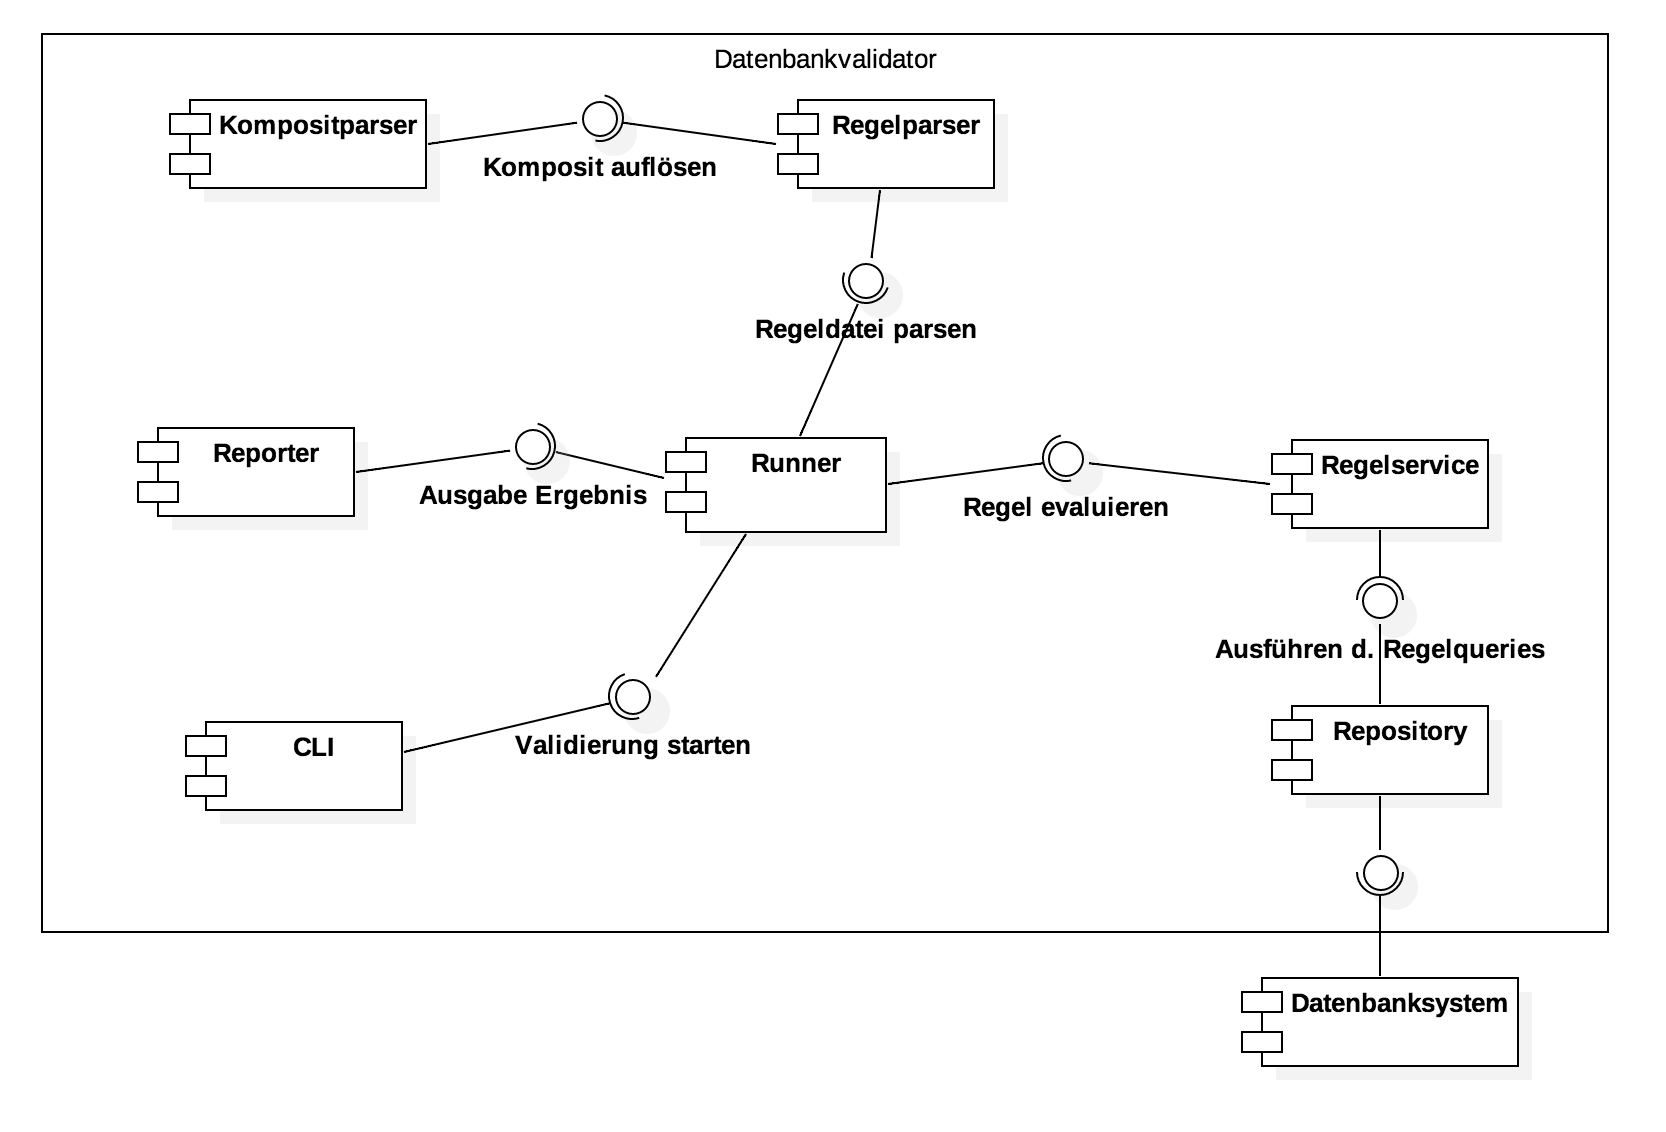 Datenbankvalidator
Kompositparser
Regelparser
Komposit auflösen
Regeldatei parsen
Reporter
Runner
Regelservice
Ausgabe Ergebnis
Regel evaluieren
Ausführen d. Regelqueries
CLI
Validierung starten
Repository
Datenbanksystem